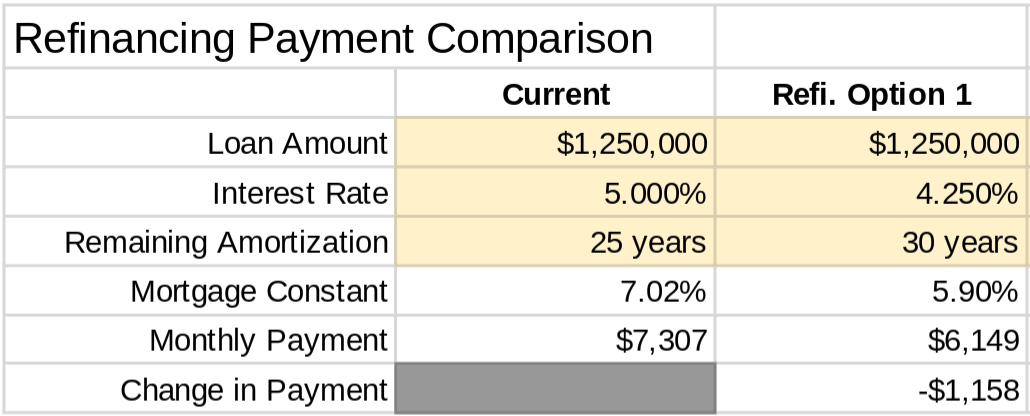 Refinancing Payment Comparison
Current Refi. Option 1
Loan Amount $1,250,000 $1,250,000
Interest Rate 5.000% 4.250%
Remaining Amortization 25 years 30 years
Mortgage Constant 7.02% 5.90%
Monthly Payment $7,307 $6,149
Change in Payment -$1,158